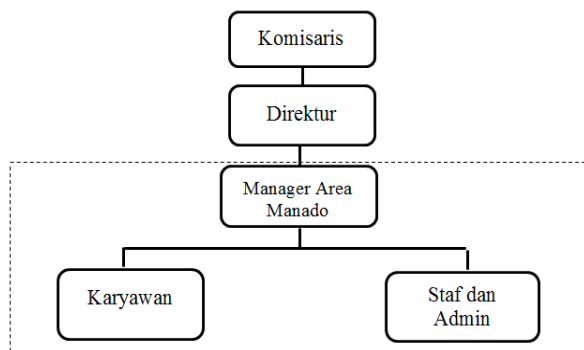 Komisaris
Direktur
Manager Area
Manado
Karyawan
Staf dan
Admin